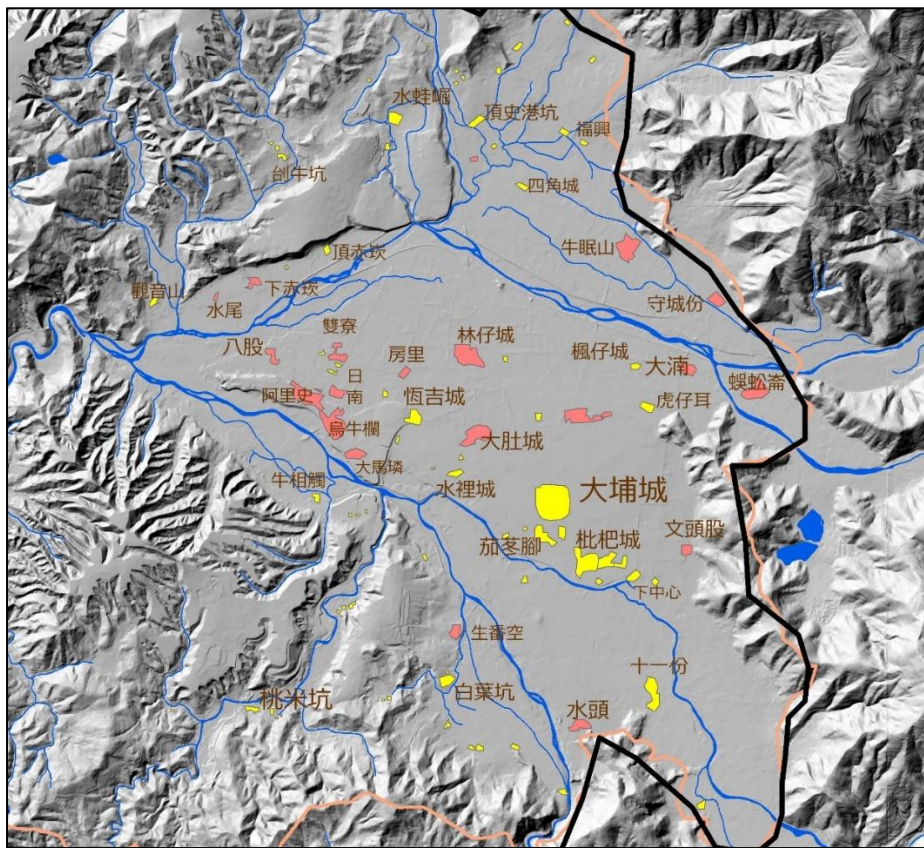 水蛙堀
頂史港坑
福興
刣牛坑
四角城
牛眠山
頂赤崁
觀音山
水尾
下赤崁
守城份
雙寮
林仔城
八股
房里
楓仔城
大湳
蜈蚣崙
日南
阿里史
恆吉城
虎仔耳
烏牛欄
大肚城
大馬璘
牛相觸
水裡城
大埔城
茄苳腳
枇杷城
文頭股
下中心
生番空
十一份
桃米坑
白葉坑
水頭